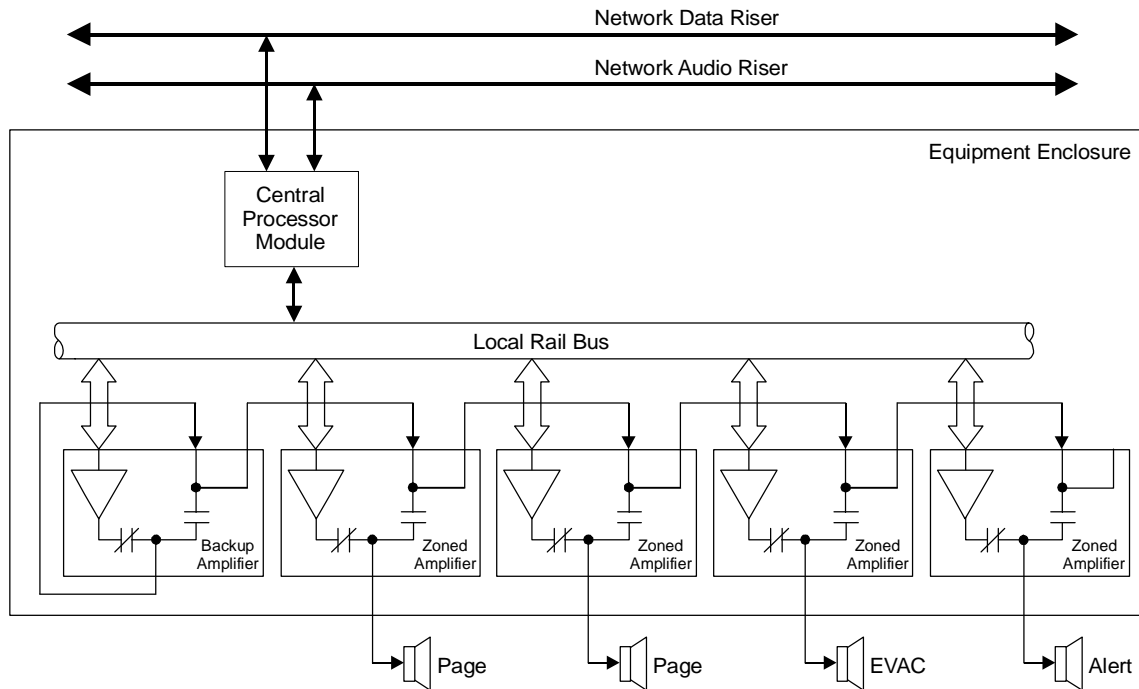 Network Data Riser
Network Audio Riser
Equipment Enclosure
Central
Processor
Module
Local Rail Bus
Backup
Amplifier
Zoned
Amplifier
Zoned
Amplifier
Zoned
Amplifier
Zoned
Amplifier
Page
Page
EVAC
Alert